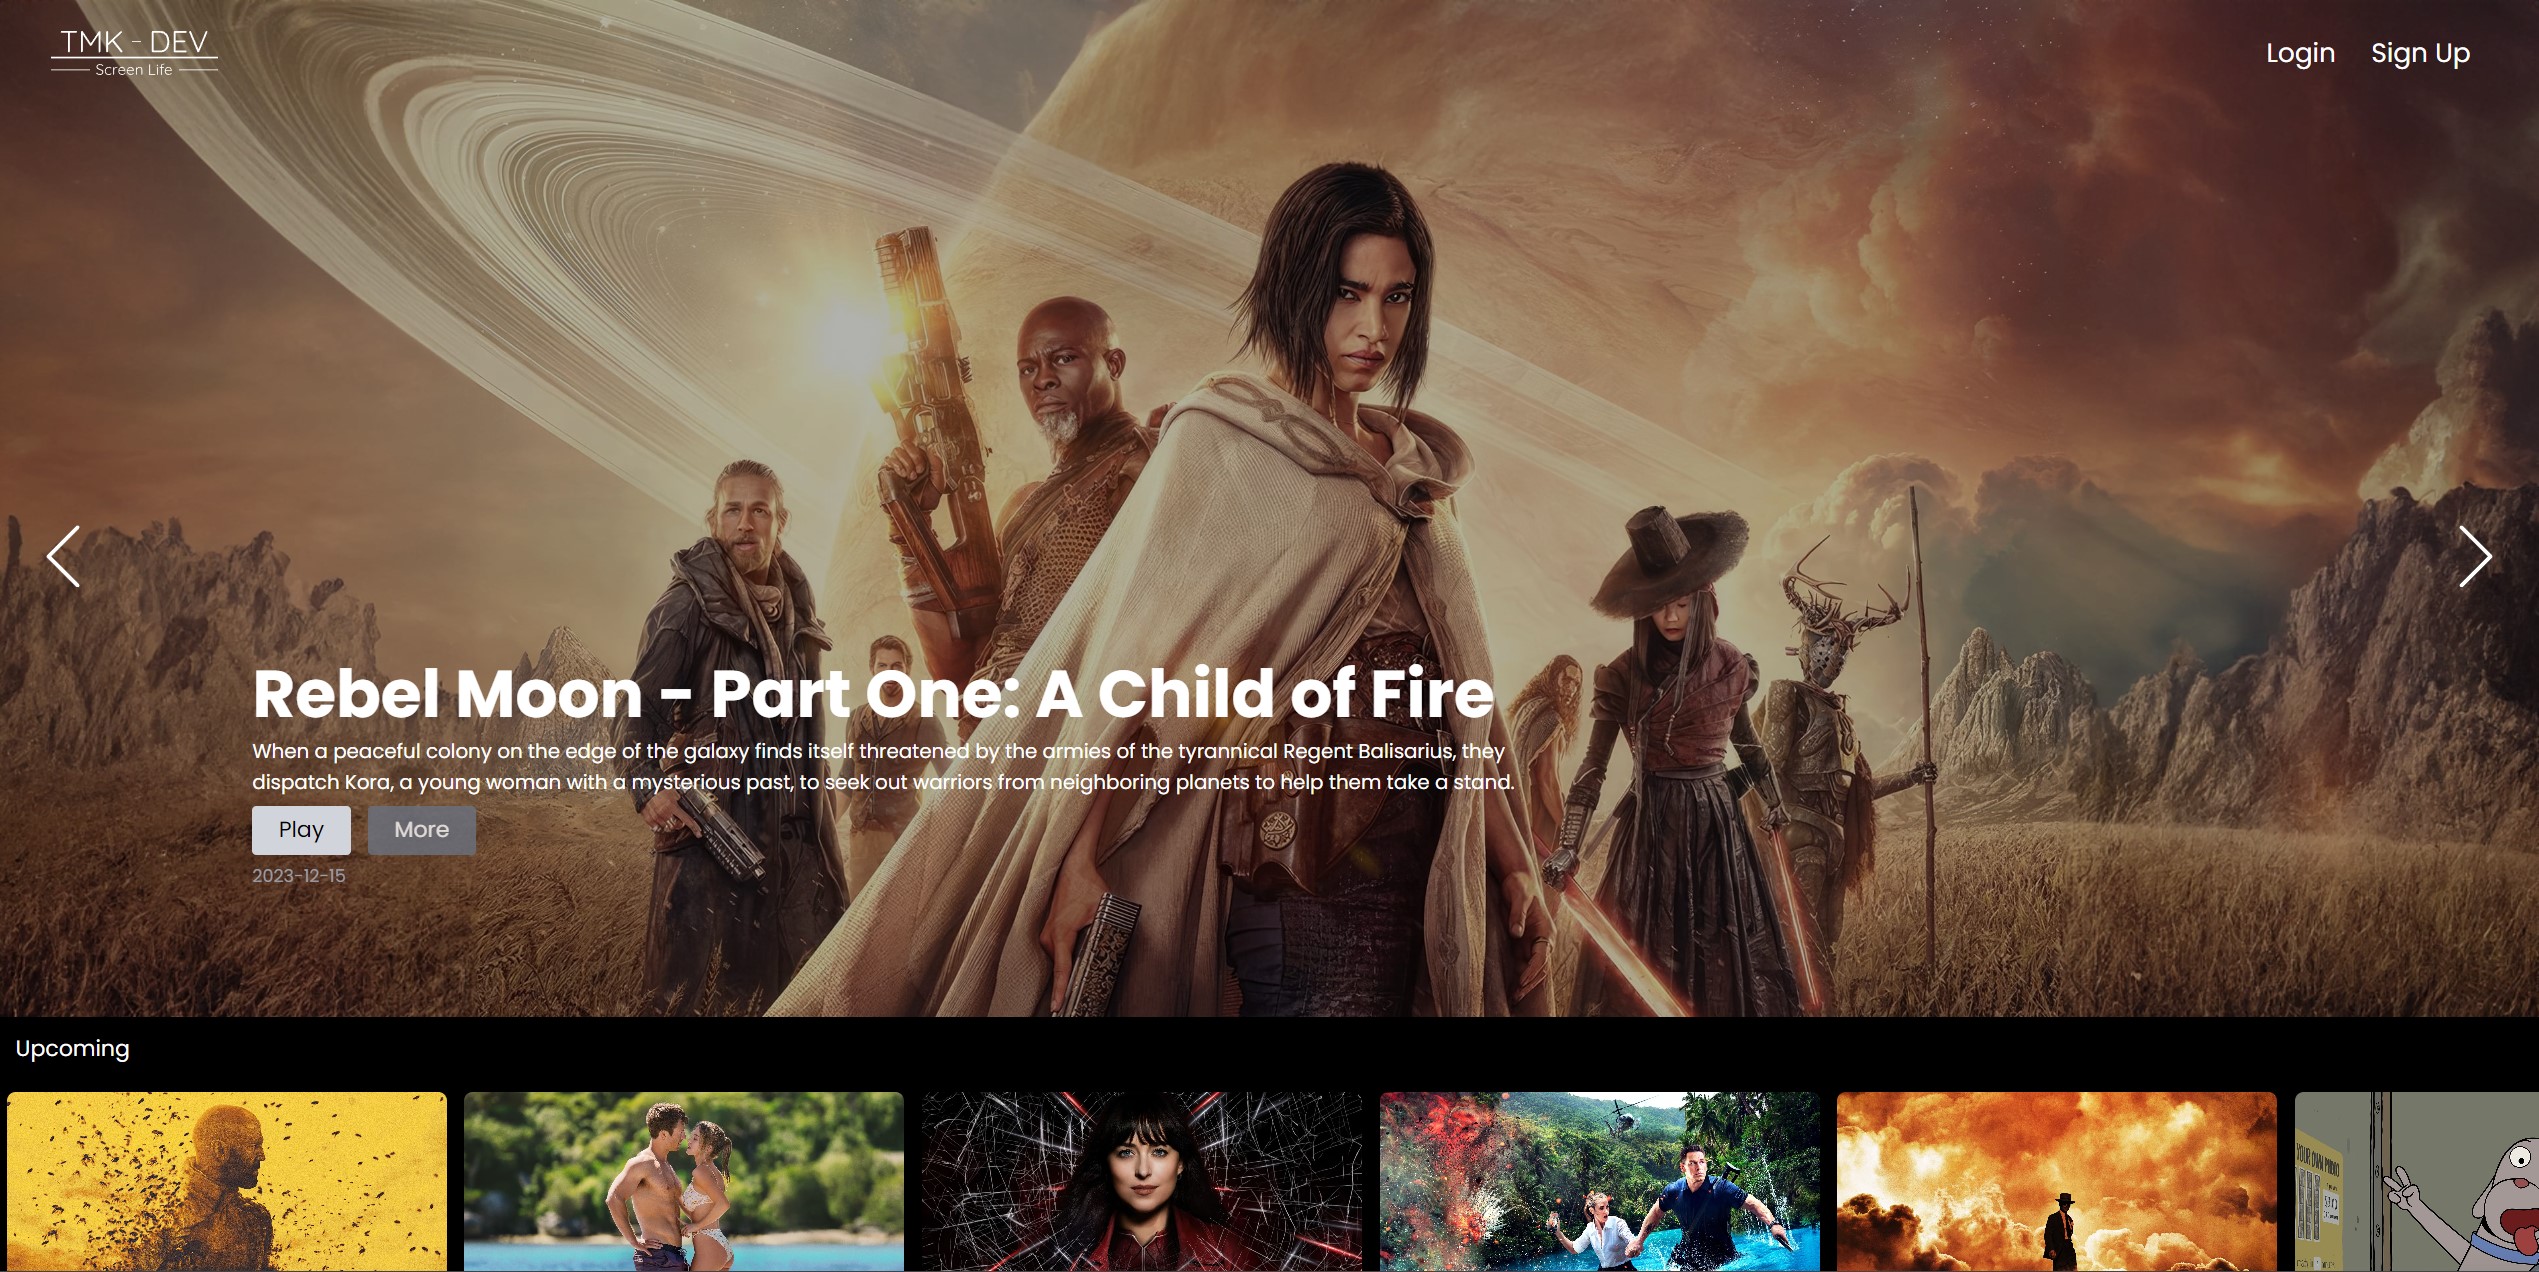 TMK - DEV
Screen Life
Login
Sign Up
Rebel Moon - Part One: A Child of Fire
When a peaceful colony on the edge of the galaxy finds itself threatened by the armies of the tyrannical Regent Balisarius, they
dispatch Kora, a young woman with a mysterious past, to seek out warriors from neighboring planets to help them take a stand.
Play
More
2023-12-15
Upcoming
YOUR OWN PHOTO